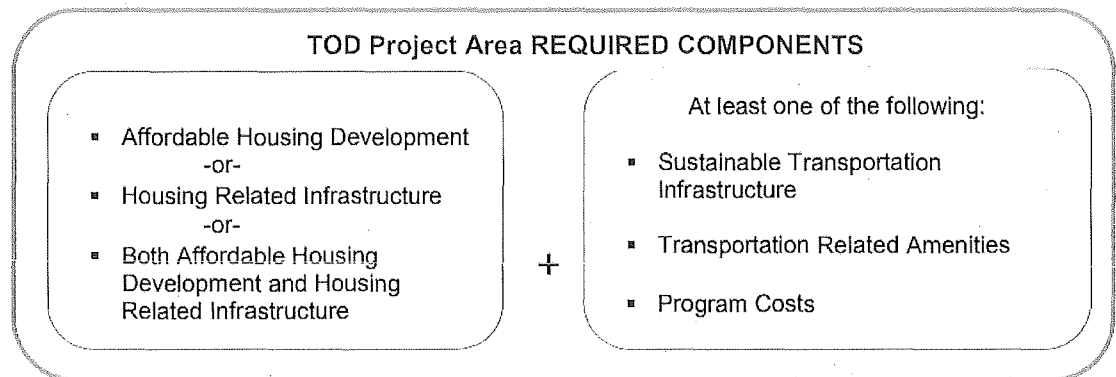 TOD Project Area REQUIRED COMPONENTS
▪ Affordable Housing Development
-or-
▪ Housing Related Infrastructure
-or-
▪ Both Affordable Housing
Development and Housing
Related Infrastructure
+
At least one of the following:
▪ Sustainable Transportation
Infrastructure
▪ Transportation Related Amenities
▪ Program Costs